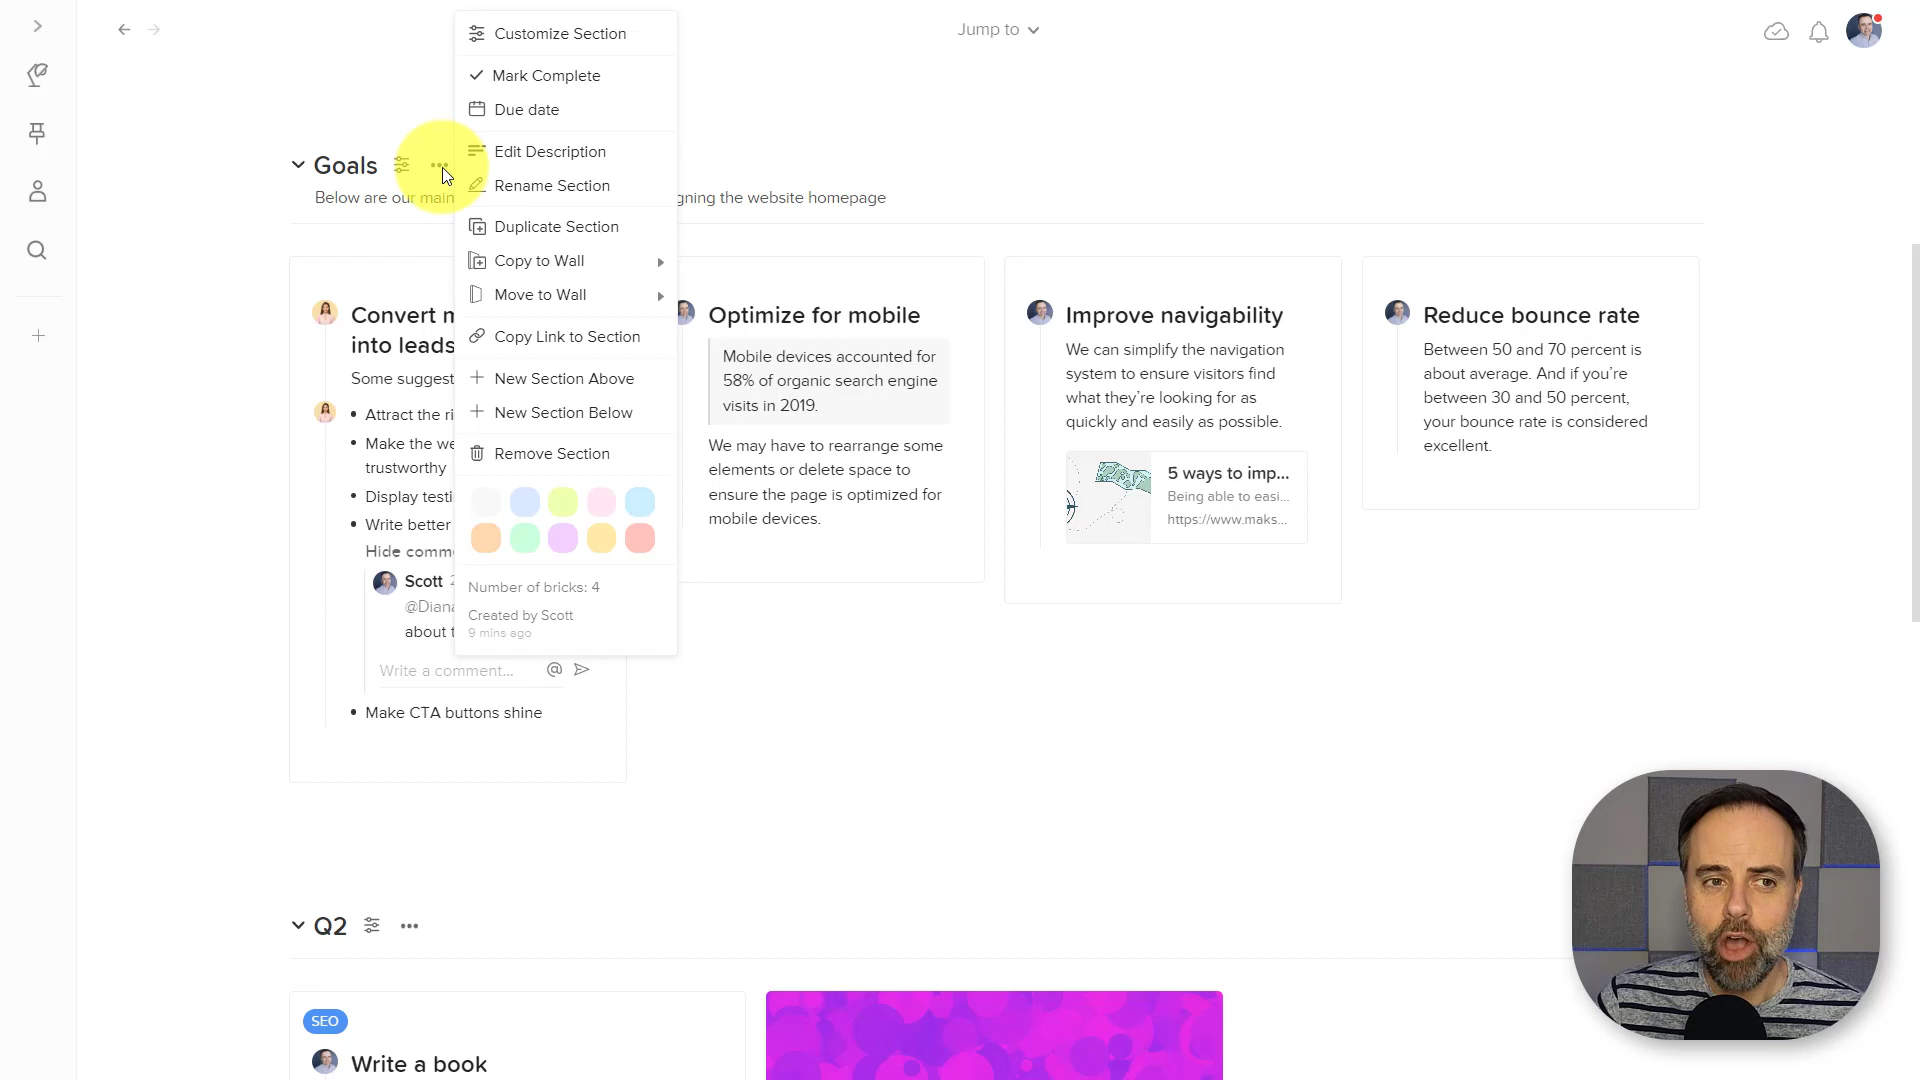 Jump to
Customize Section
Mark Complete
Due date
Edit Description
Rename Section
Duplicate Section
Copy to Wall
Move to Wall
Copy Link to Section
New Section Above
New Section Below
Remove Section
Number of bricks: 4
Created by Scott
9 mins ago
Goals
Below are our main
gning the website homepage
Convert m
into leads
Some suggest
Attract the ri
Make the we
trustworthy
Display testi
Write better
Hide comm
Scott 2
@Diana
about t
Write a comment...
Make CTA buttons shine
Optimize for mobile
Mobile devices accounted for
58% of organic search engine
visits in 2019.
We may have to rearrange some
elements or delete space to
ensure the page is optimized for
mobile devices.
Improve navigability
We can simplify the navigation
system to ensure visitors find
what they're looking for as
quickly and easily as possible.
5 ways to imp...
Being able to easi...
https://www.maks...
Reduce bounce rate
Between 50 and 70 percent is
about average. And if you're
between 30 and 50 percent,
your bounce rate is considered
excellent.
Q2
SEO
Write a book